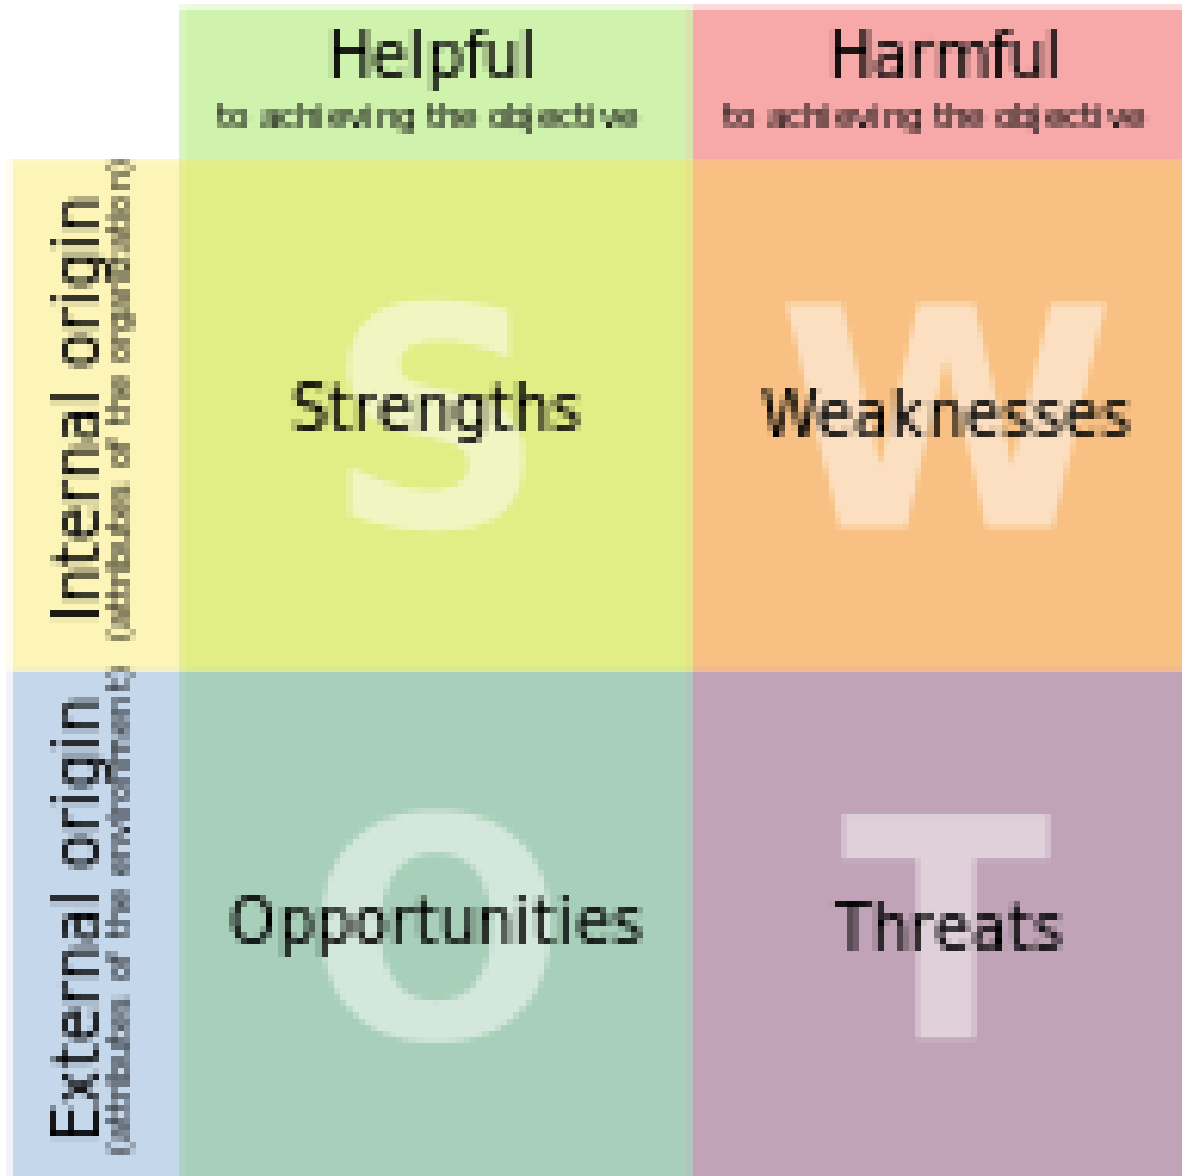 Helpful
to achieving the objective
Harmful
to achieving the objective
Internal origin
(attributes of the organization)
S
Strengths
W
Weaknesses
External origin
(attributes of the environment)
O
Opportunities
T
Threats